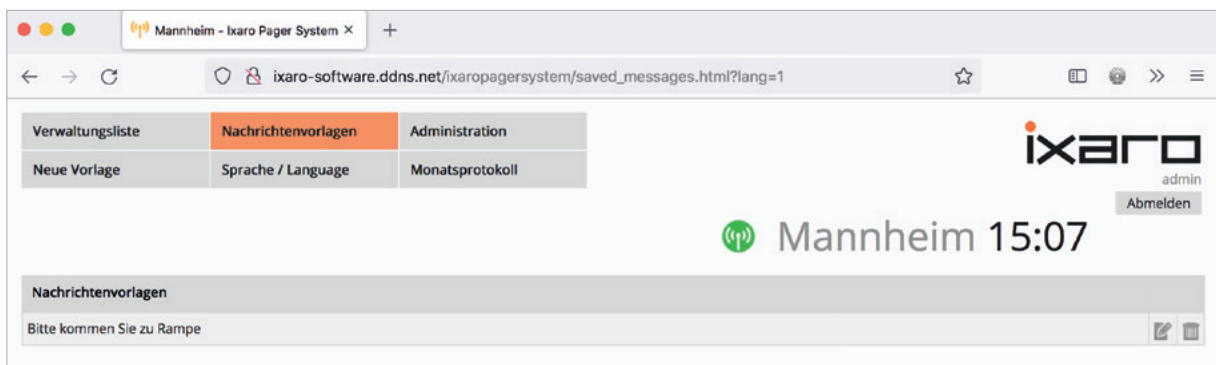 Mannheim - Ixaro Pager System
ixaro-software.ddns.net/ixaropagersystem/saved_messages.html?lang=1
Verwaltungsliste Nachrichtenvorlagen Administration
Neue Vorlage Sprache / Language Monatsprotokoll
ixaro
admin
Abmelden
Mannheim 15:07
Nachrichtenvorlagen
Bitte kommen Sie zu Rampe